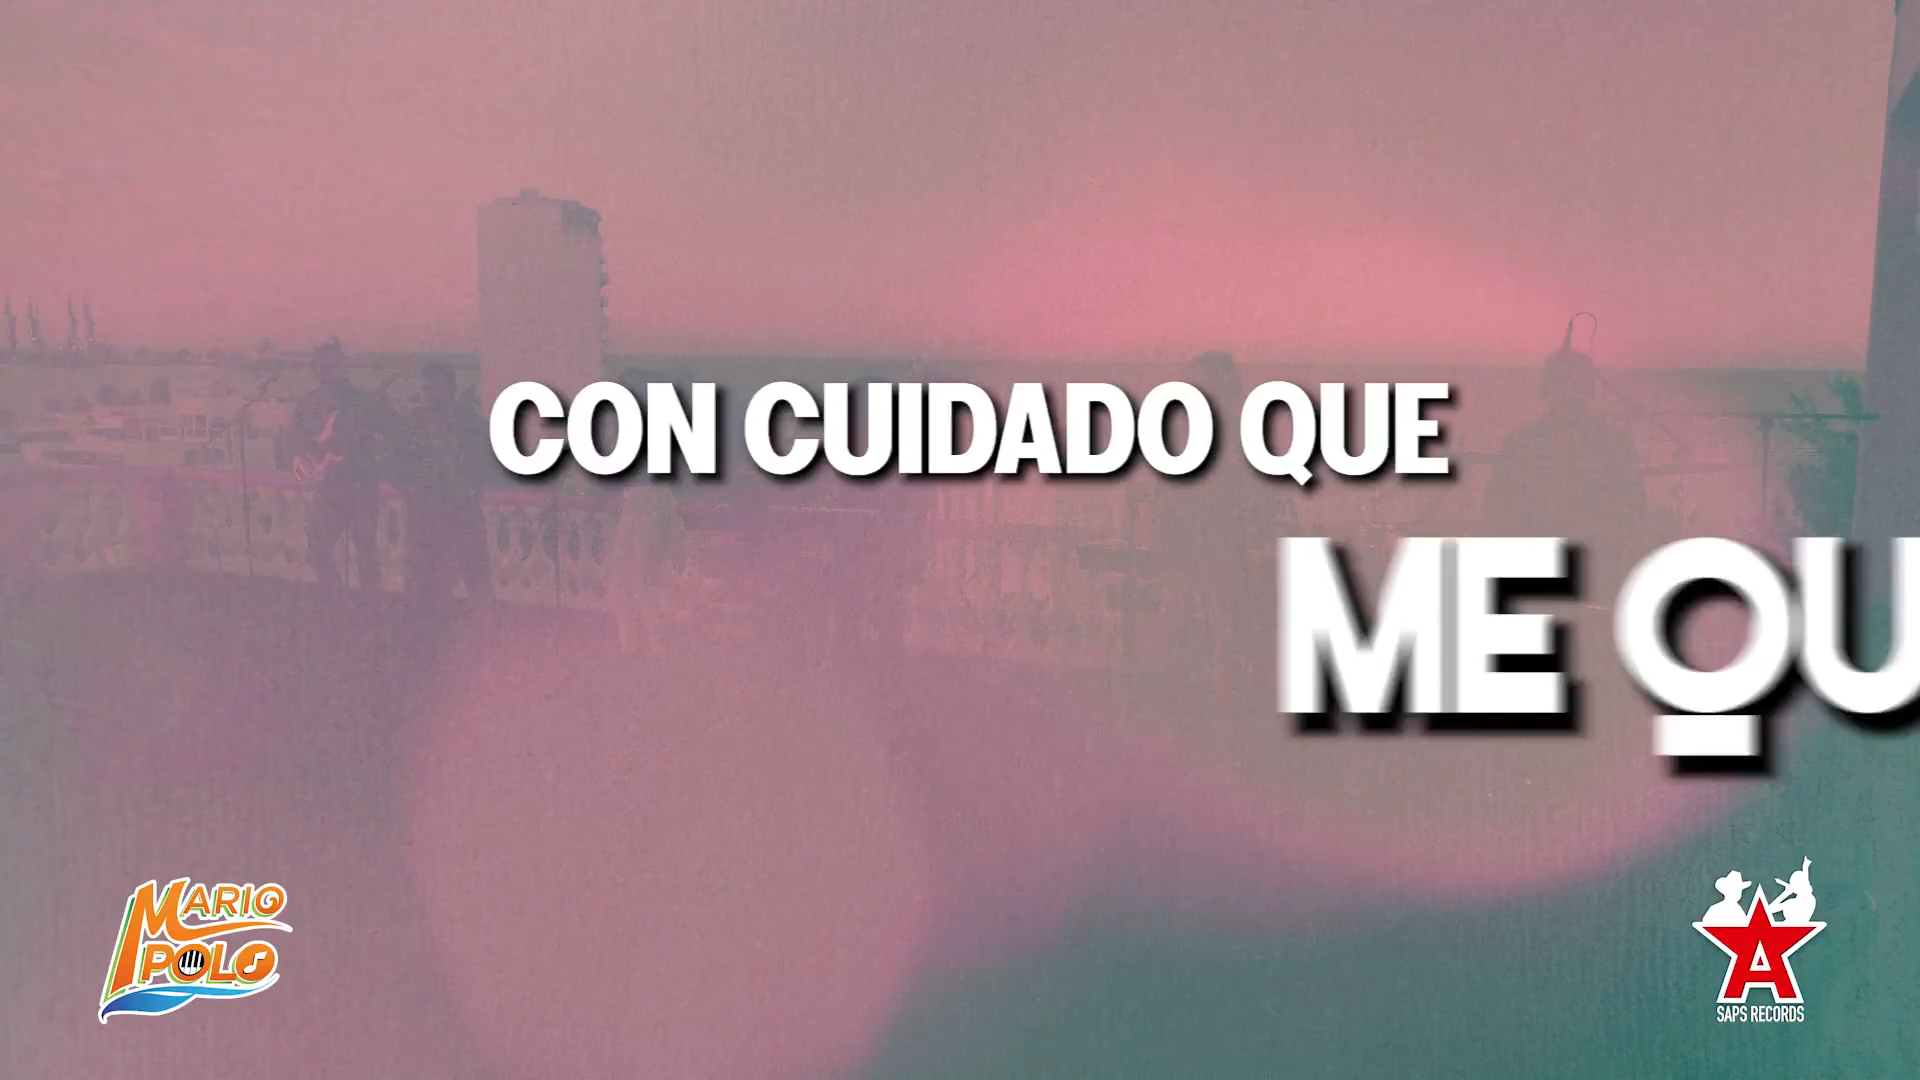 CON CUIDADO QUE
ME QU
MARIO
POLO
A
SAPS RECORDS